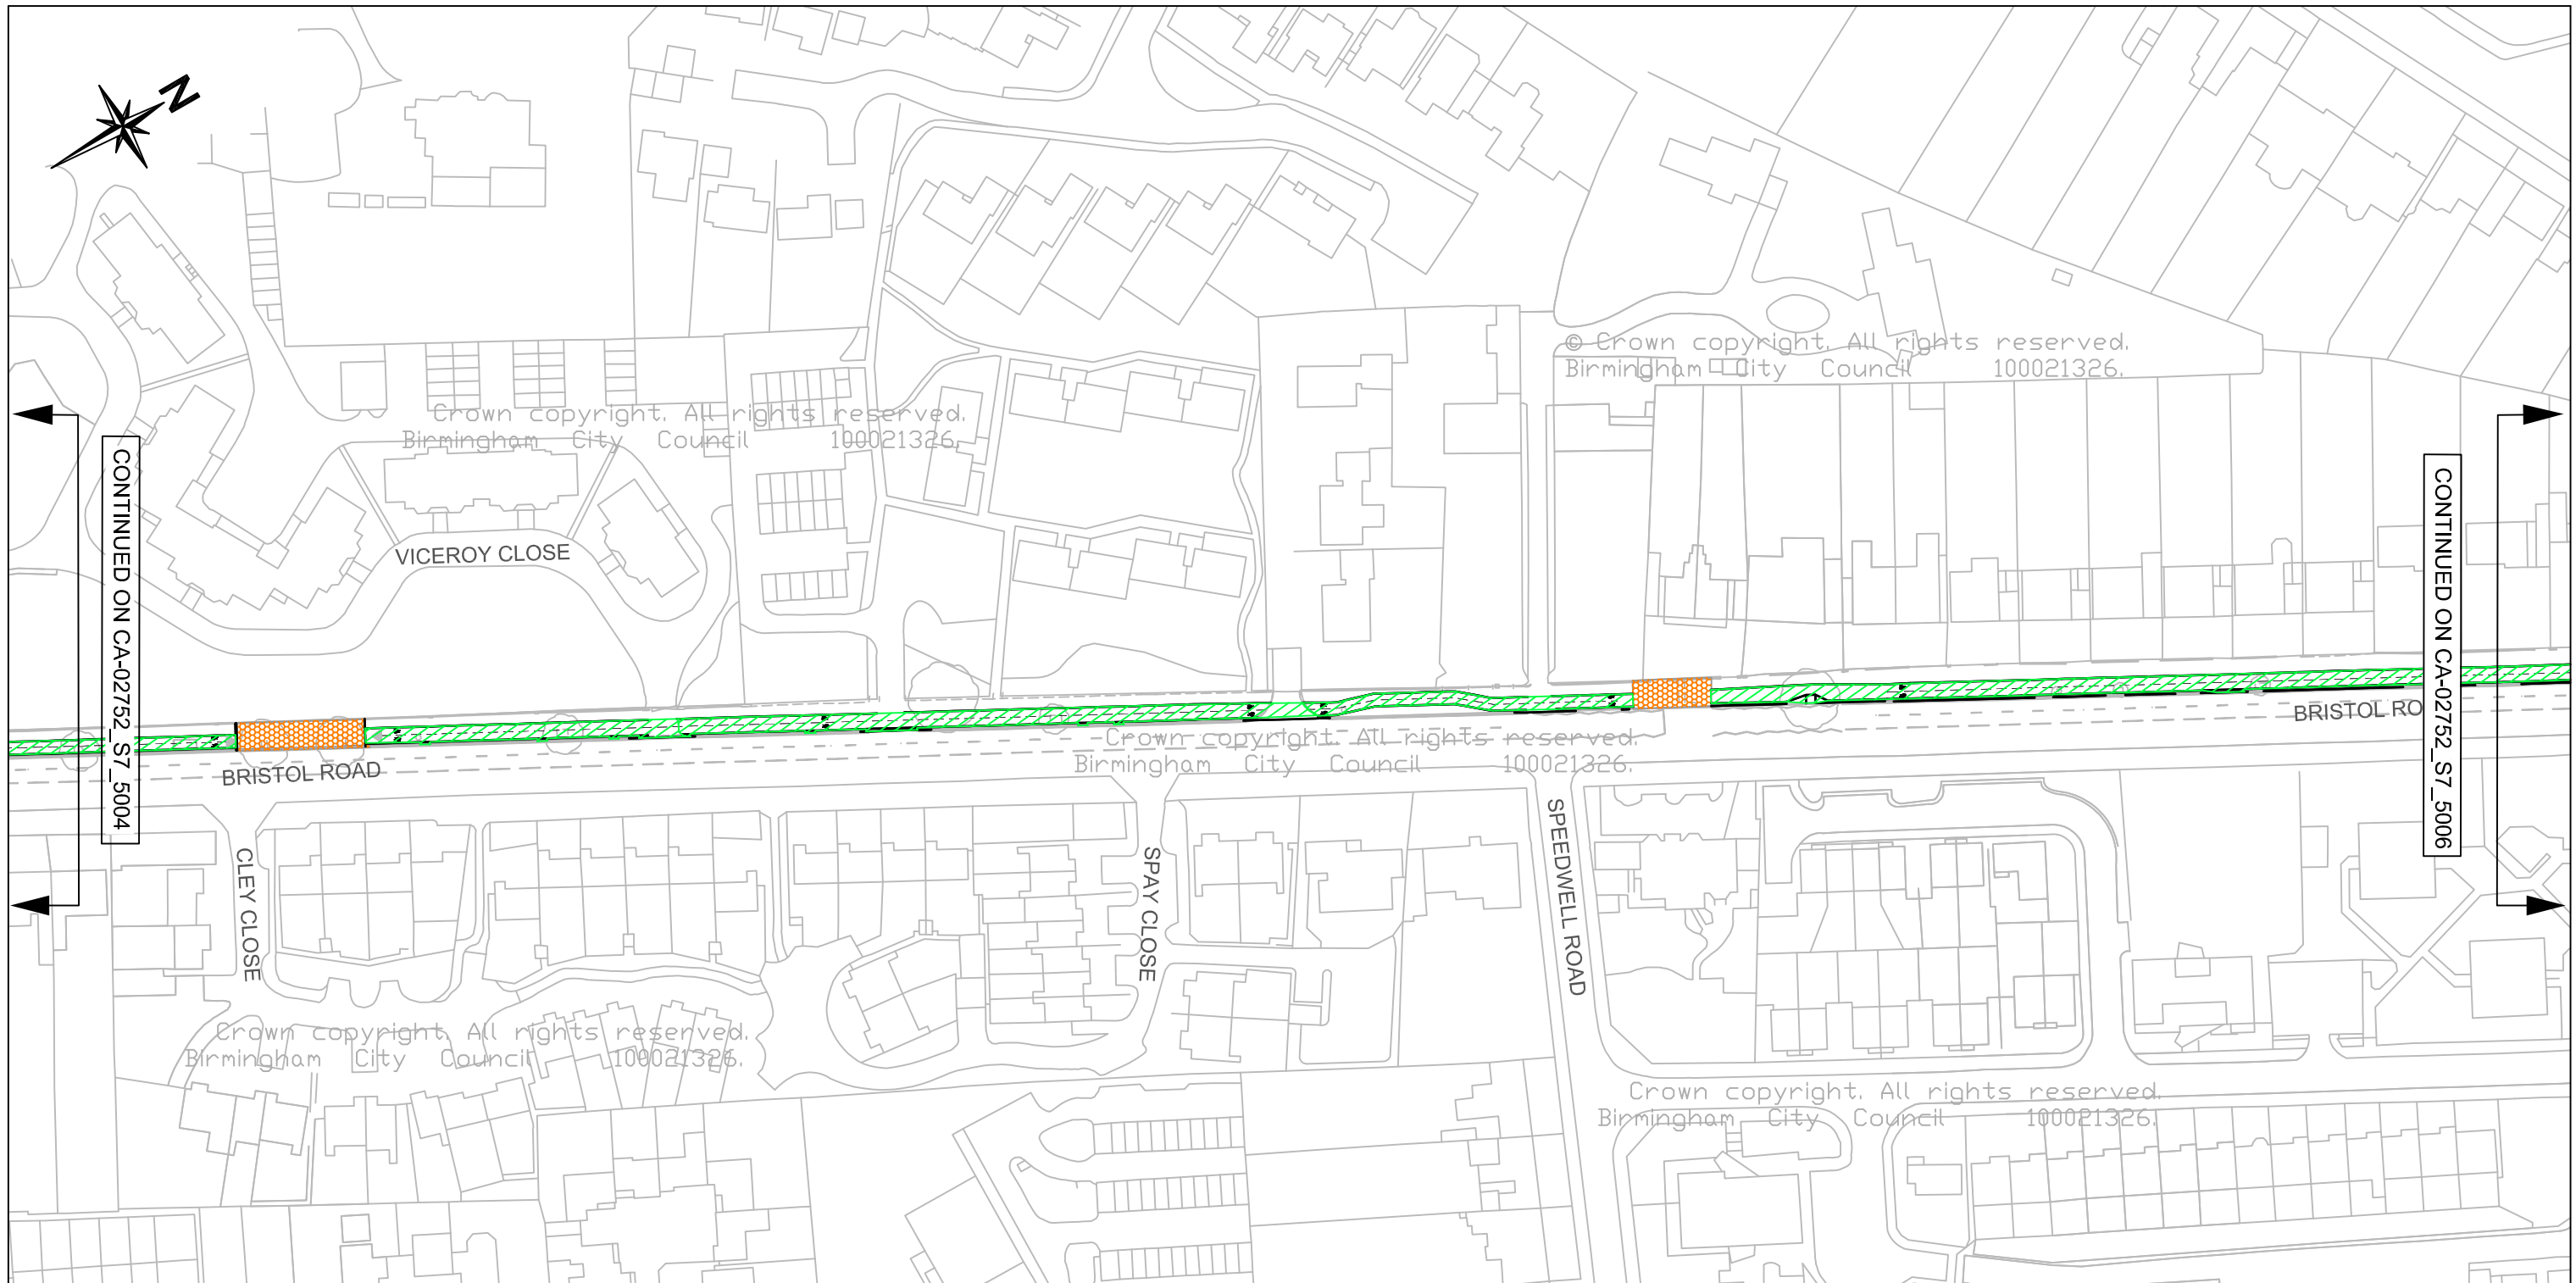 N
© Crown copyright. All rights reserved.
Birmingham City Council 100021326.
Crown copyright. All rights reserved.
Birmingham City Council 100021326.
CONTINUED ON CA-02752_S7_5004
CONTINUED ON CA-02752_S7_5006
VICEROY CLOSE
BRISTOL RO
Crown copyright. All rights reserved.
Birmingham City Council 100021326.
BRISTOL ROAD
CLEY CLOSE
SPAY CLOSE
SPEEDWELL ROAD
Crown copyright. All rights reserved.
Birmingham City Council 100021326.
Crown copyright. All rights reserved.
Birmingham City Council 100021326.